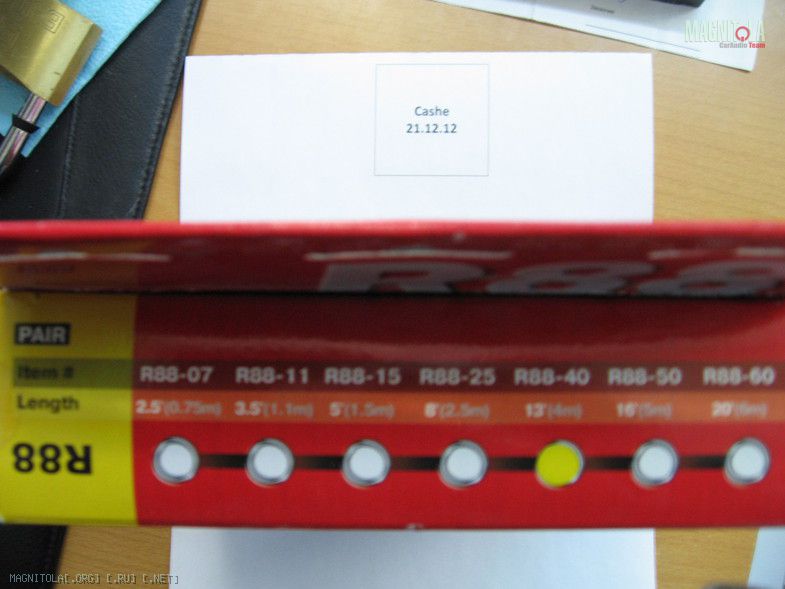 MAGNITOLA
CarAudio Team
Cashe
21.12.12
R88
PAIR
Item # R88-07 R88-11 R88-15 R88-25 R88-40 R88-50 R88-60
Length 2.5'(0.75m) 3.5'(1.1m) 5'(1.5m) 8'(2.5m) 13'(4m) 16'(5m) 20'(6m)
R88
MAGNITOLA[.ORG] [.RU] [.NET]